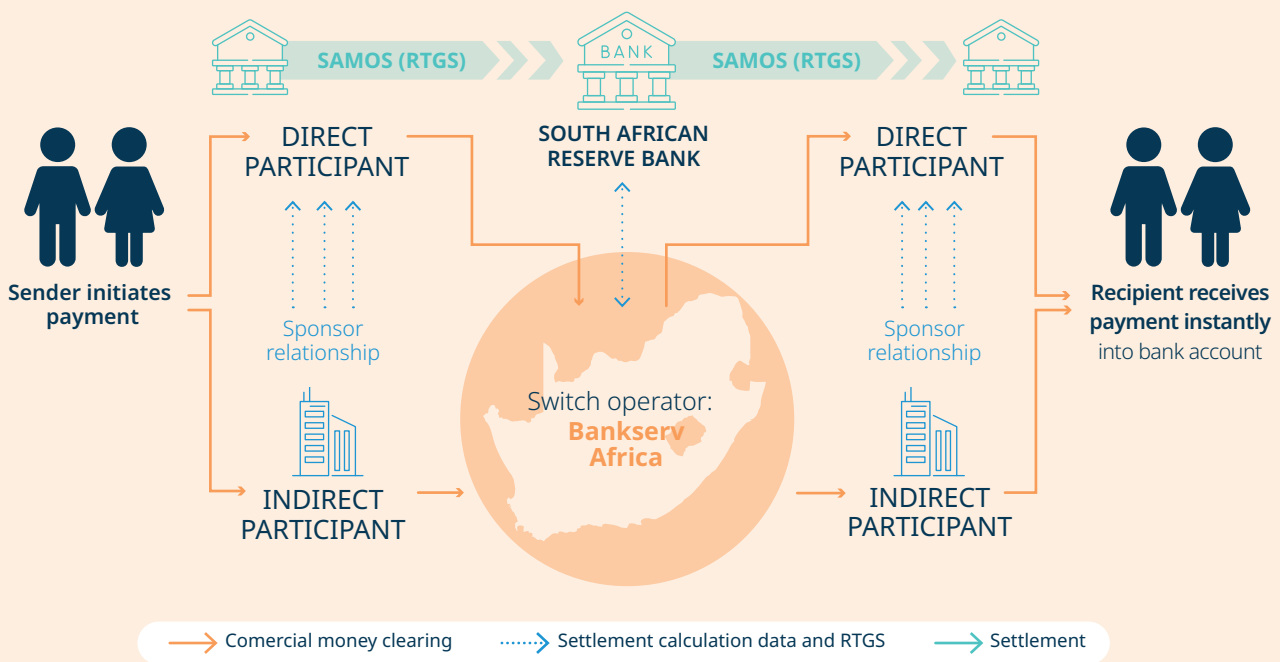 SAMOS (RTGS)
BANK
SAMOS (RTGS)
DIRECT
PARTICIPANT
SOUTH AFRICAN
RESERVE BANK
DIRECT
PARTICIPANT
Sender initiates
payment
Recipient receives
payment instantly
into bank account
Sponsor
relationship
Sponsor
relationship
Switch operator:
Bankserv
Africa
INDIRECT
PARTICIPANT
INDIRECT
PARTICIPANT
Comercial money clearing
Settlement calculation data and RTGS
Settlement